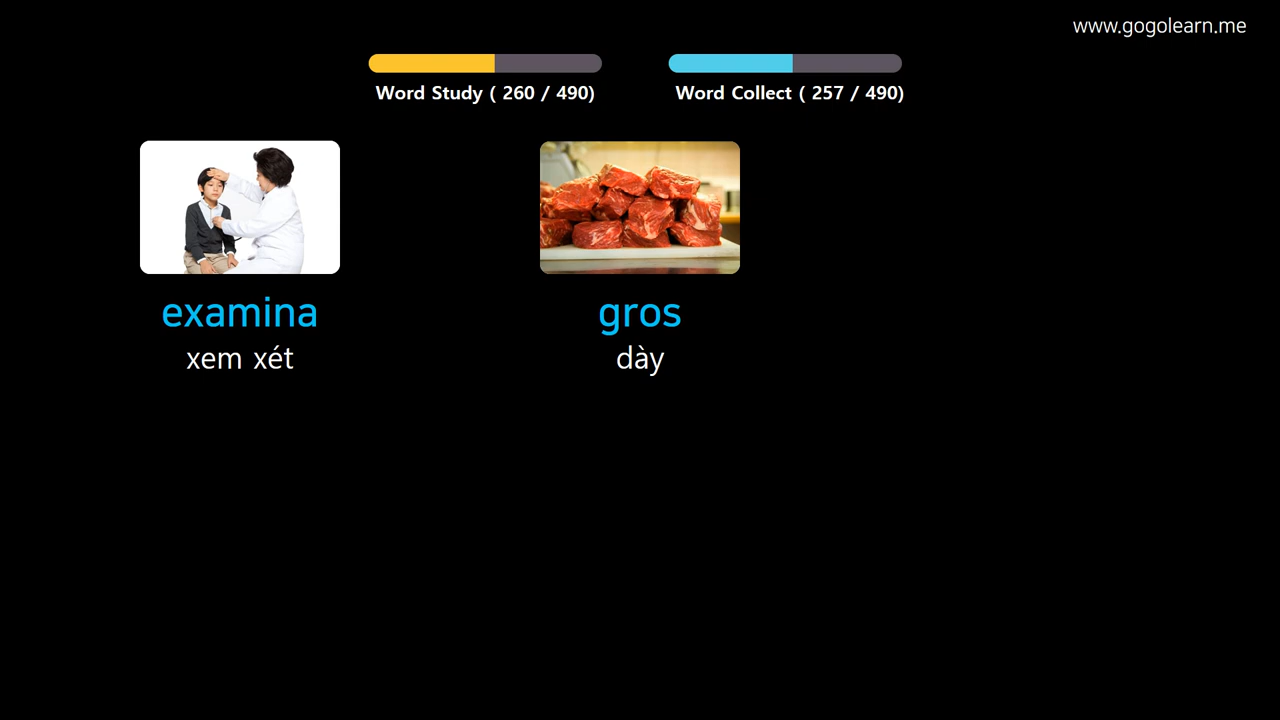 www.gogolearn.me
Word Study ( 260 / 490)
Word Collect ( 257 / 490)
examina
xem xét
gros
dày